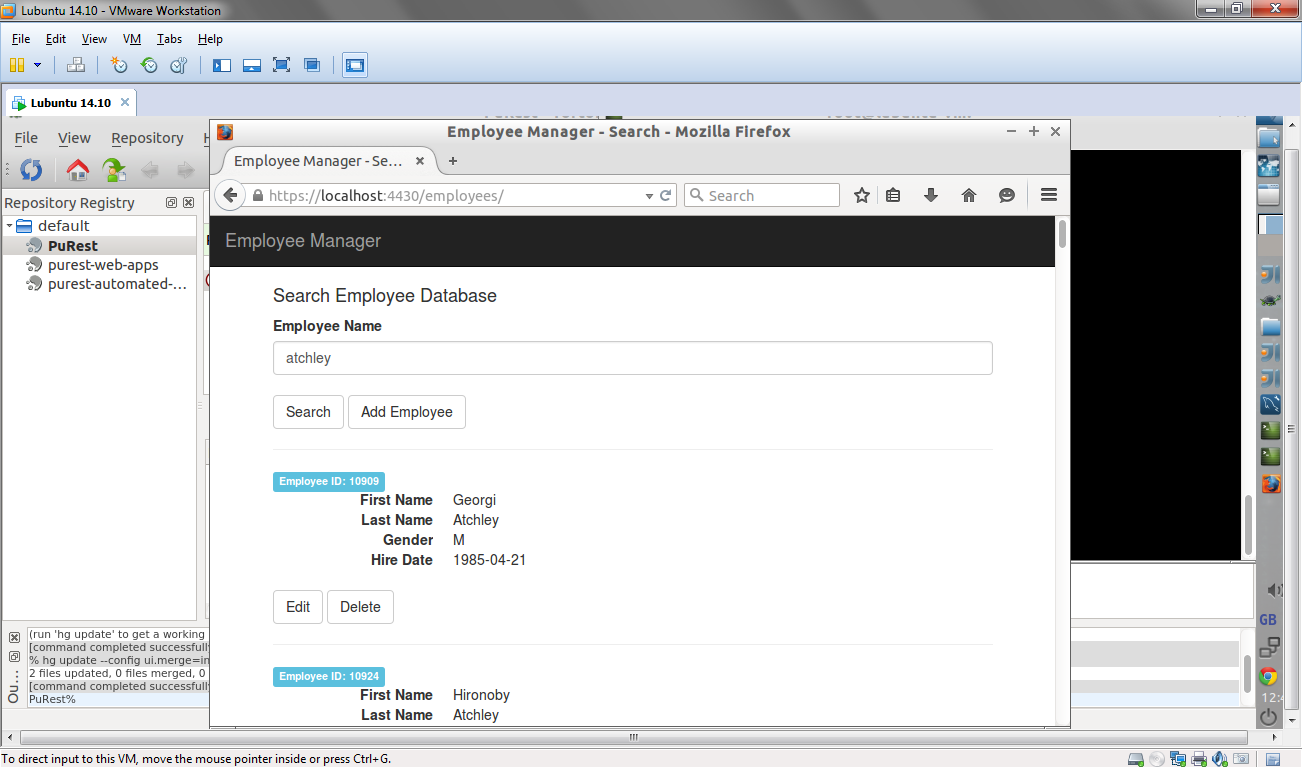 Lubuntu 14.10 - VMware Workstation
File Edit View VM Tabs Help
Lubuntu 14.10
File View Repository
Employee Manager - Search - Mozilla Firefox
Employee Manager - Se...
https://localhost:4430/employees/
Search
Repository Registry
default
PuRest
purest-web-apps
purest-automated-...
Employee Manager
Search Employee Database
Employee Name
atchley
Search Add Employee
Employee ID: 10909
First Name Georgi
Last Name Atchley
Gender M
Hire Date 1985-04-21
Edit Delete
Employee ID: 10924
First Name Hironoby
Last Name Atchley
(run 'hg update' to get a working
[command completed successfully
% hg update --config ui.merge=in
2 files updated, 0 files merged, 0
[command completed successfully
PuRest%
Ou...
GB
12:4
To direct input to this VM, move the mouse pointer inside or press Ctrl+G.